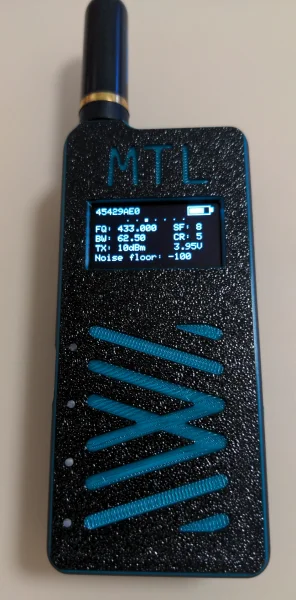 MTL
45429AE0
FQ: 433.000 SF: 8
BW: 62.50 CR: 5
TX: 10dBm 3.95V
Noise floor: -100